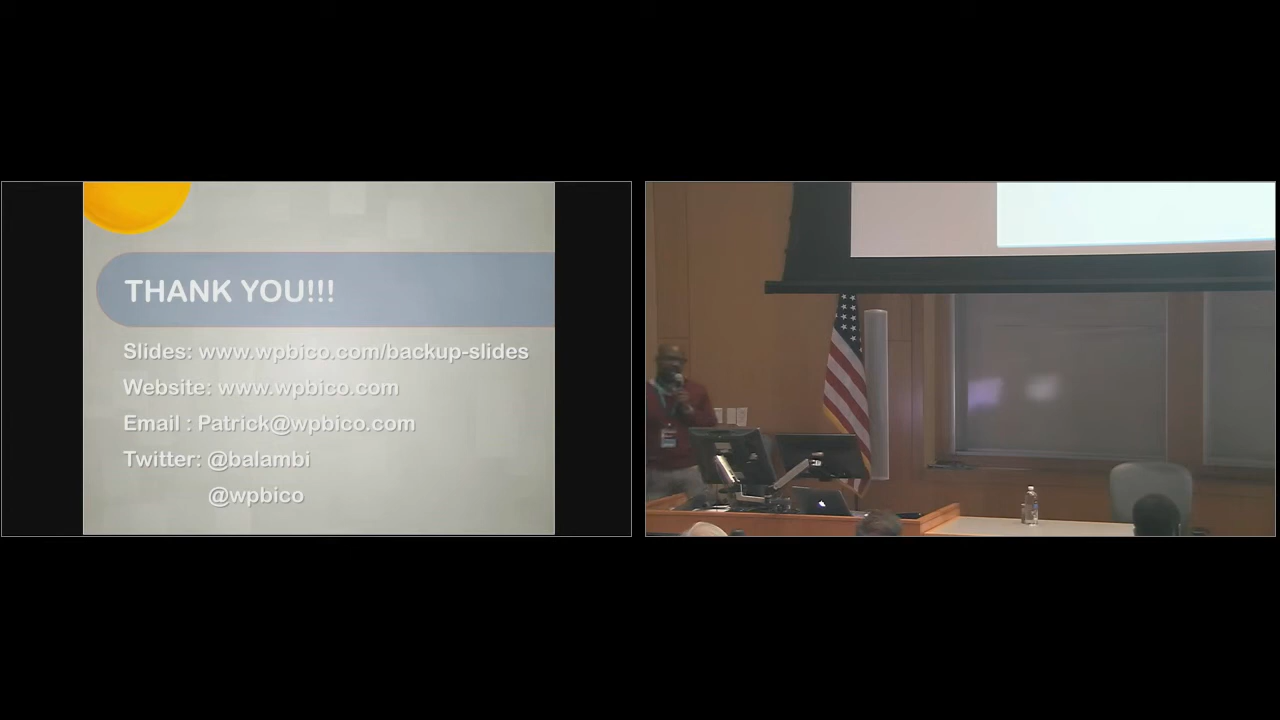 THANK YOU!!!
Slides: www.wpbico.com/backup-slides
Website: www.wpbico.com
Email : Patrick@wpbico.com
Twitter: @balambi
@wpbico